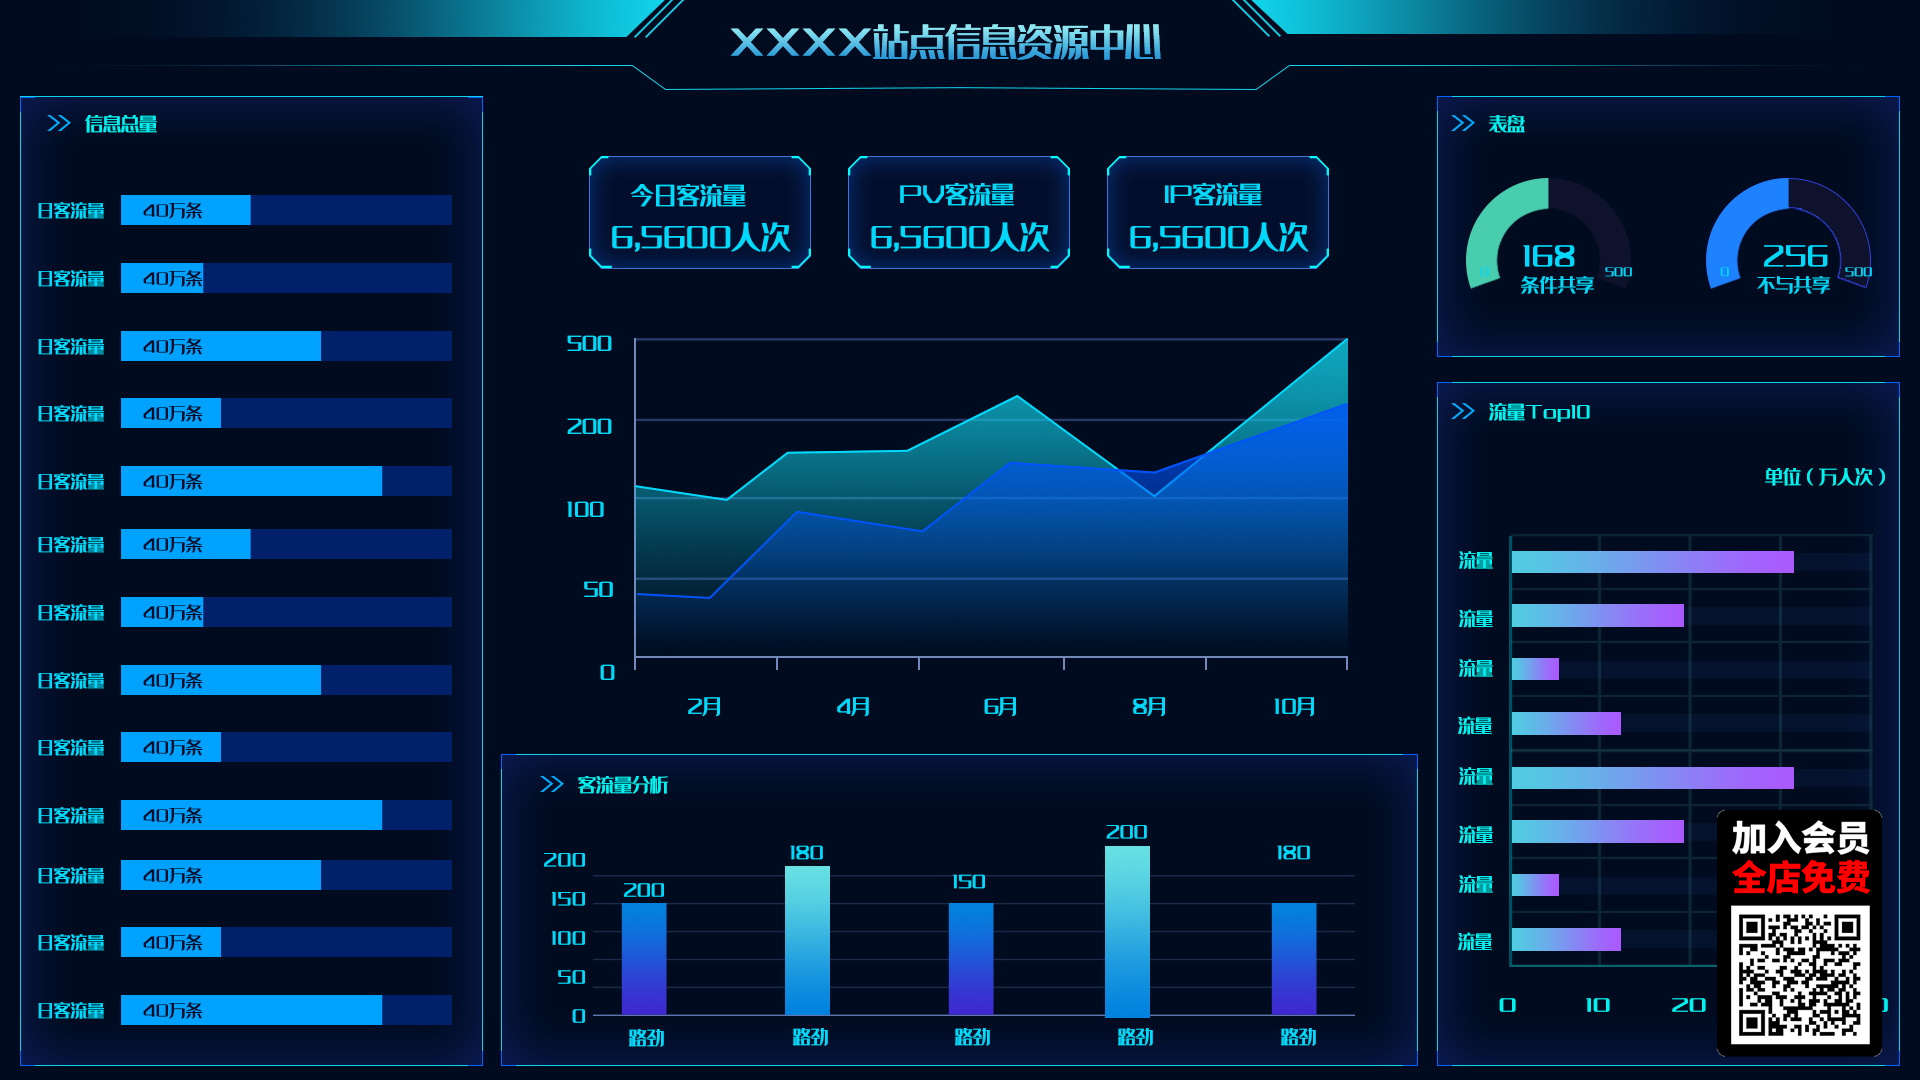 XXXX站点信息资源中心
信息总量
日客流量 40万条
日客流量 40万条
日客流量 40万条
日客流量 40万条
日客流量 40万条
日客流量 40万条
日客流量 40万条
日客流量 40万条
日客流量 40万条
日客流量 40万条
日客流量 40万条
日客流量 40万条
日客流量 40万条
今日客流量
6,5600人次
PV客流量
6,5600人次
IP客流量
6,5600人次
500
200
100
50
0
2月 4月 6月 8月 10月
客流量分析
200
150
100
50
0
200 180 150 200 180
路劲 路劲 路劲 路劲 路劲
表盘
168
0 500
条件共享
256
0 500
不与共享
流量Top10
单位(万人次)
流量
流量
流量
流量
流量
流量
流量
流量
0 10 20
加入会员
全店免费